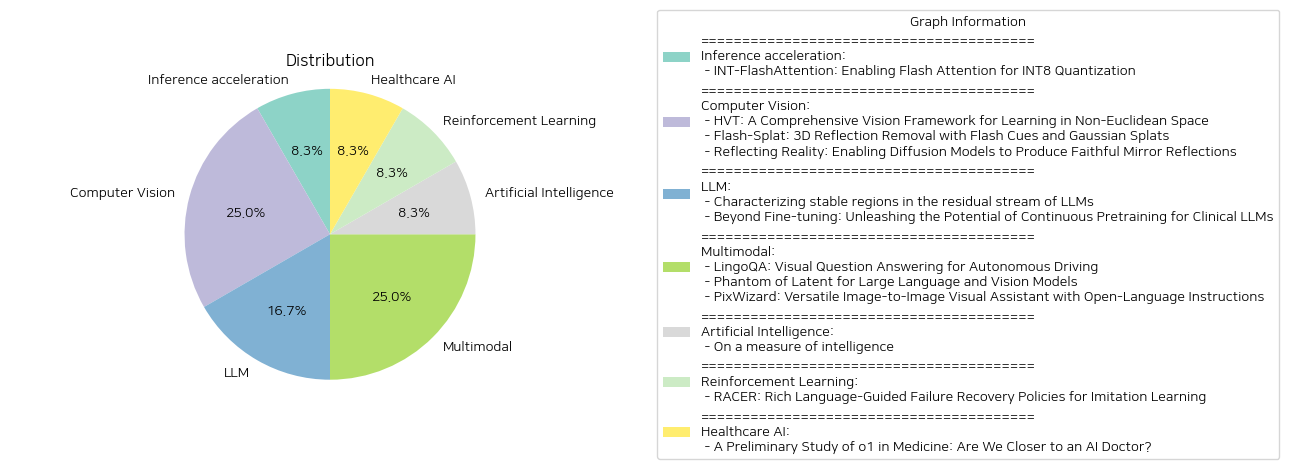 Distribution
Inference acceleration
Healthcare AI
Reinforcement Learning
Computer Vision
Artificial Intelligence
LLM
Multimodal
8.3%
8.3%
8.3%
25.0%
8.3%
25.0%
16.7%
Graph Information
========================================
Inference acceleration:
- INT-FlashAttention: Enabling Flash Attention for INT8 Quantization
========================================
Computer Vision:
- HVT: A Comprehensive Vision Framework for Learning in Non-Euclidean Space
- Flash-Splat: 3D Reflection Removal with Flash Cues and Gaussian Splats
- Reflecting Reality: Enabling Diffusion Models to Produce Faithful Mirror Reflections
========================================
LLM:
- Characterizing stable regions in the residual stream of LLMs
- Beyond Fine-tuning: Unleashing the Potential of Continuous Pretraining for Clinical LLMs
========================================
Multimodal:
- LingoQA: Visual Question Answering for Autonomous Driving
- Phantom of Latent for Large Language and Vision Models
- PixWizard: Versatile Image-to-Image Visual Assistant with Open-Language Instructions
========================================
Artificial Intelligence:
- On a measure of intelligence
========================================
Reinforcement Learning:
- RACER: Rich Language-Guided Failure Recovery Policies for Imitation Learning
========================================
Healthcare AI:
- A Preliminary Study of o1 in Medicine: Are We Closer to an AI Doctor?